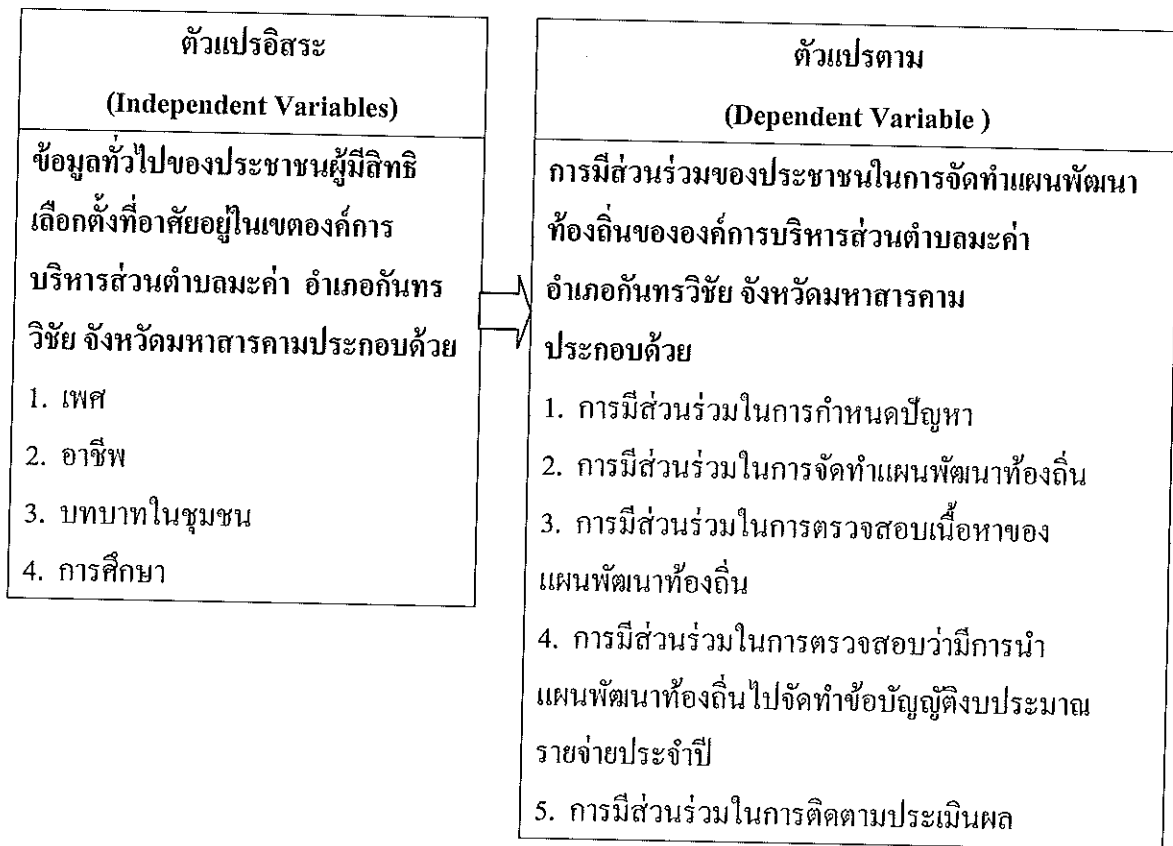 ตัวแปรอิสระ
(Independent Variables)
ข้อมูลทั่วไปของประชาชนผู้มีสิทธิ
เลือกตั้งที่อาศัยอยู่ในเขตองค์การ
บริหารส่วนตำบลมะค่า อำเภอกันทร
วิชัย จังหวัดมหาสารคามประกอบด้วย
1. เพศ
2. อาชีพ
3. บทบาทในชุมชน
4. การศึกษา
ตัวแปรตาม
(Dependent Variable )
การมีส่วนร่วมของประชาชนในการจัดทำแผนพัฒนา
ท้องถิ่นขององค์การบริหารส่วนตำบลมะค่า
อำเภอกันทรวิชัย จังหวัดมหาสารคาม
ประกอบด้วย
1. การมีส่วนร่วมในการกำหนดปัญหา
2. การมีส่วนร่วมในการจัดทำแผนพัฒนาท้องถิ่น
3. การมีส่วนร่วมในการตรวจสอบเนื้อหาของ
แผนพัฒนาท้องถิ่น
4. การมีส่วนร่วมในการตรวจสอบว่ามีการนำ
แผนพัฒนาท้องถิ่นไปจัดทำข้อบัญญัติงบประมาณ
รายจ่ายประจำปี
5. การมีส่วนร่วมในการติดตามประเมินผล